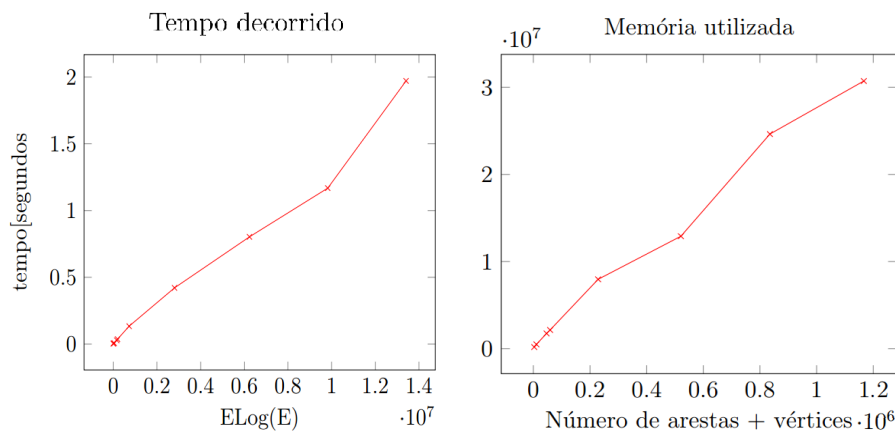 Tempo decorrido
2
1.5
1
0.5
0
tempo[segundos
0 0.2 0.4 0.6 0.8 1 1.2 1.4
ELog(E) ·10^7
Memória utilizada
·10^7
3
2
1
0
0 0.2 0.4 0.6 0.8 1 1.2
Número de arestas + vértices ·10^6